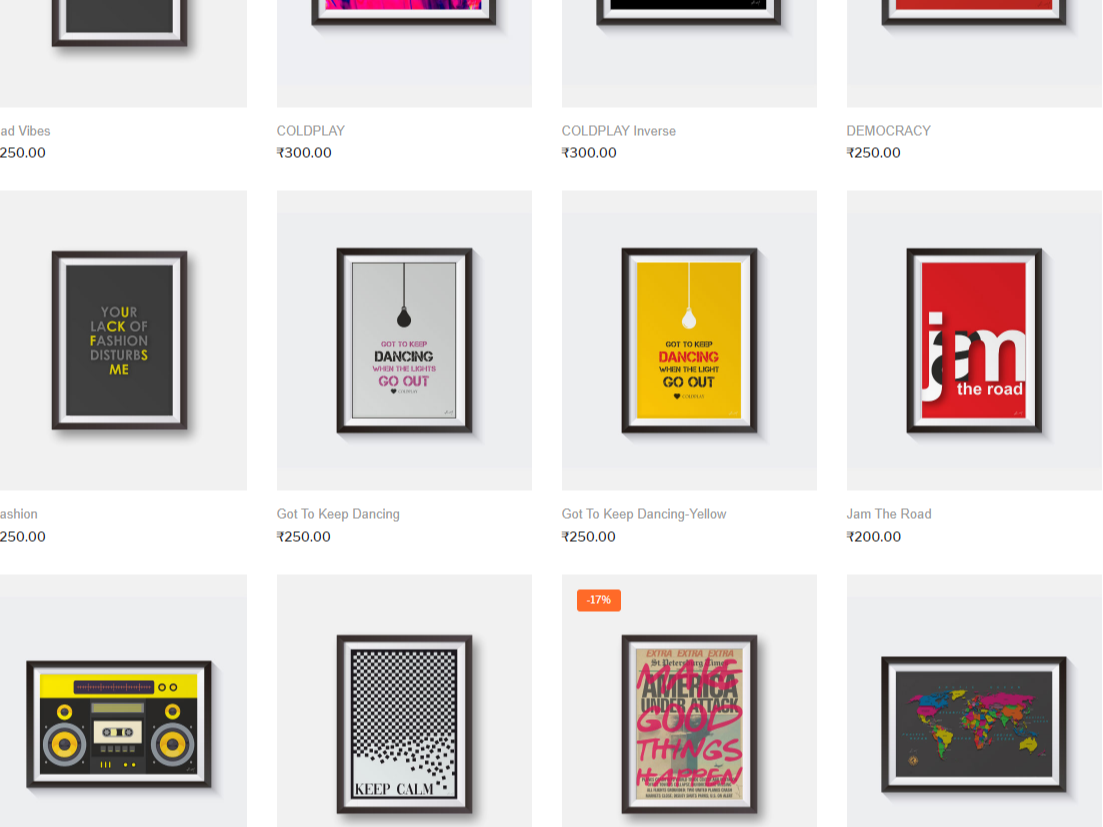 ad Vibes
₹250.00
COLDPLAY
₹300.00
COLDPLAY Inverse
₹300.00
DEMOCRACY
₹250.00
YOUR
LACK OF
FASHION
DISTURBS
ME
GOT TO KEEP
DANCING
WHEN THE LIGHTS
GO OUT
COLDPLAY
GOT TO KEEP
DANCING
WHEN THE LIGHT
GO OUT
COLDPLAY
jam
the road
ashion
250.00
Got To Keep Dancing
₹250.00
Got To Keep Dancing-Yellow
₹250.00
Jam The Road
₹200.00
KEEP CALM
-17%
EXTRA EXTRA EXTRA
St. Petersburg Times
AMERICA
UNDER ATTACK
MAKE
GOOD
THINGS
HAPPEN